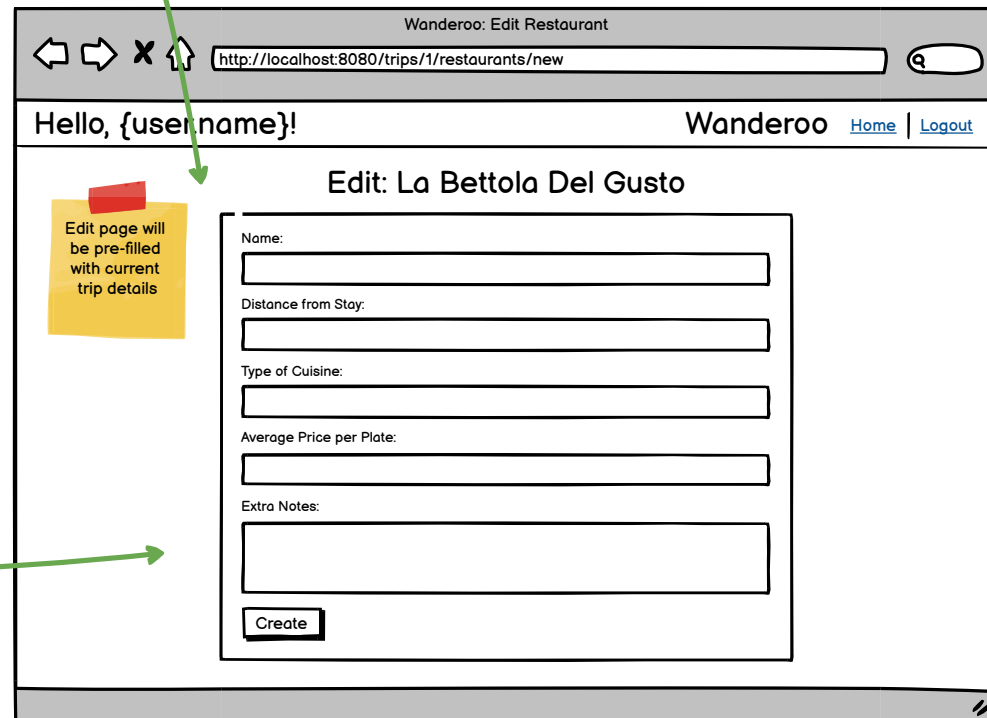 Wanderoo: Edit Restaurant
http://localhost:8080/trips/1/restaurants/new
Hello, {username}!
Wanderoo
Home
Logout
Edit: La Bettola Del Gusto
Edit page will
be pre-filled
with current
trip details
Name:
Distance from Stay:
Type of Cuisine:
Average Price per Plate:
Extra Notes:
Create